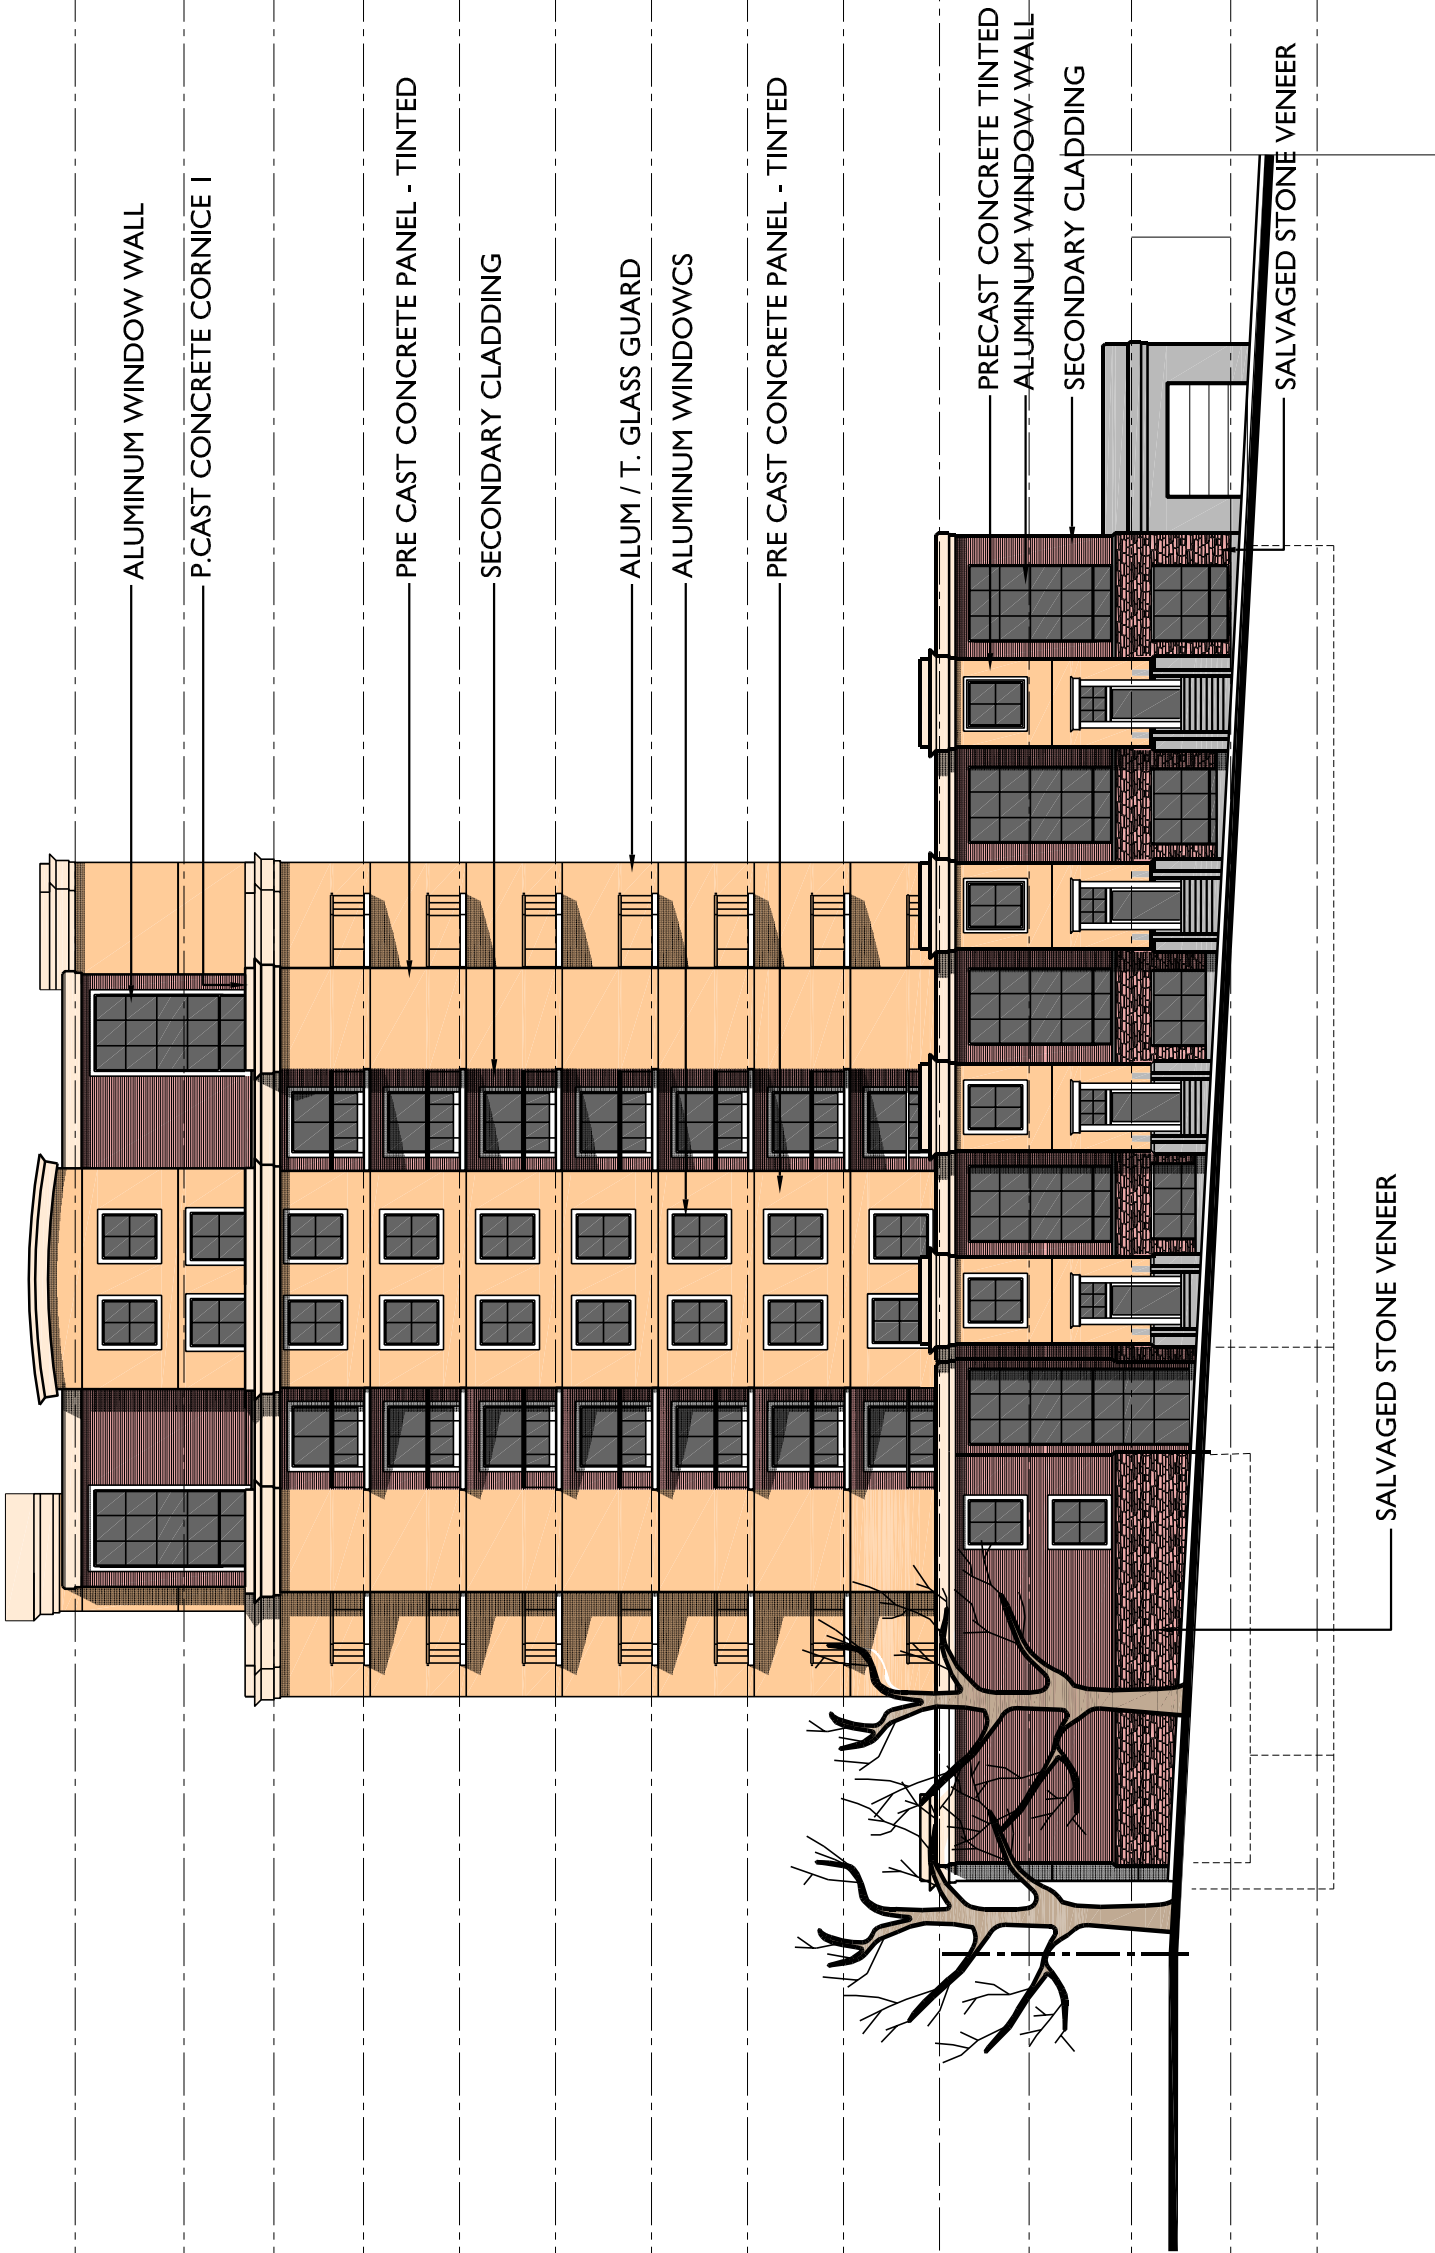 ALUMINUM WINDOW WALL
P.CAST CONCRETE CORNICE 1
PRE CAST CONCRETE PANEL - TINTED
SECONDARY CLADDING
ALUM / T. GLASS GUARD
ALUMINUM WINDOWCS
PRE CAST CONCRETE PANEL - TINTED
PRECAST CONCRETE TINTED
ALUMINUM WINDOW WALL
SECONDARY CLADDING
SALVAGED STONE VENEER
SALVAGED STONE VENEER